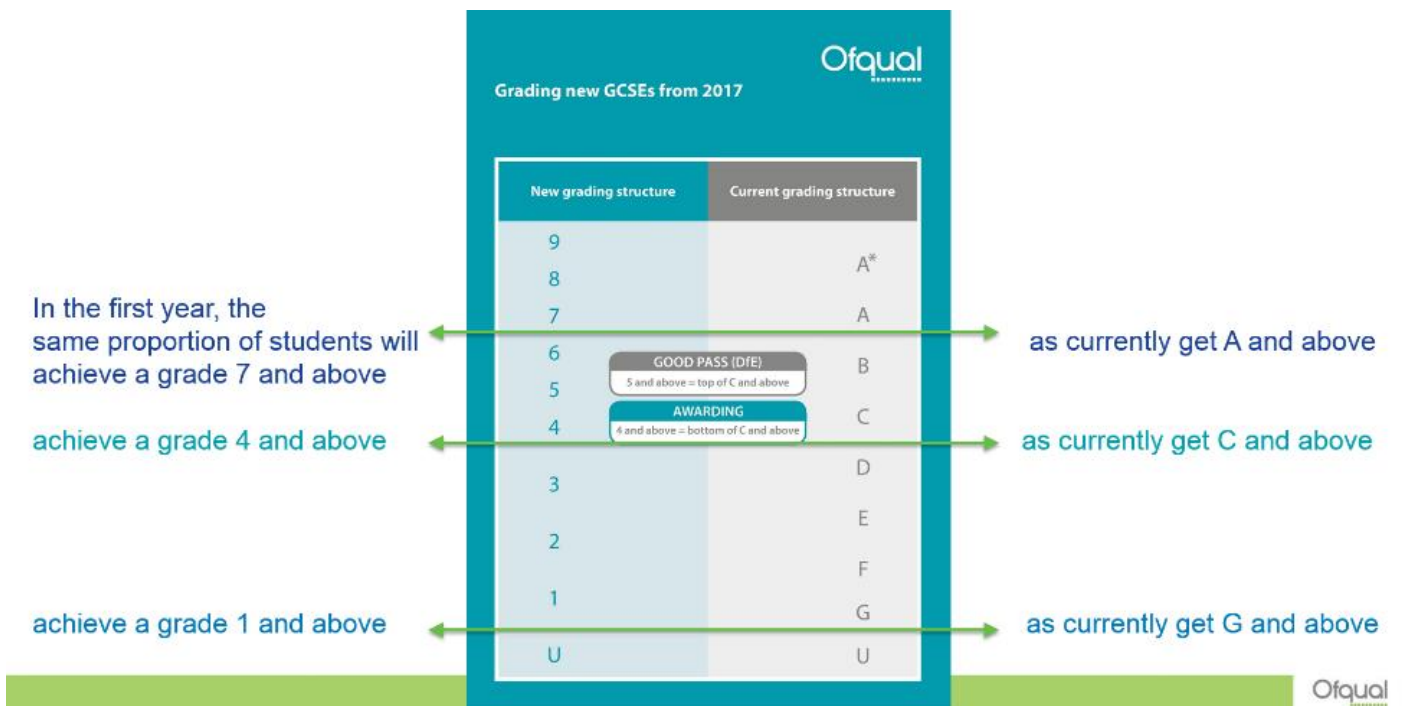 Ofqual
Grading new GCSEs from 2017
New grading structure
Current grading structure
9
8
7
6
5
4
3
2
1
U
A*
A
B
C
D
E
F
G
U
GOOD PASS (DfE)
5 and above = top of C and above
AWARDING
4 and above = bottom of C and above
In the first year, the
same proportion of students will
achieve a grade 7 and above
as currently get A and above
achieve a grade 4 and above
as currently get C and above
achieve a grade 1 and above
as currently get G and above
Ofqual